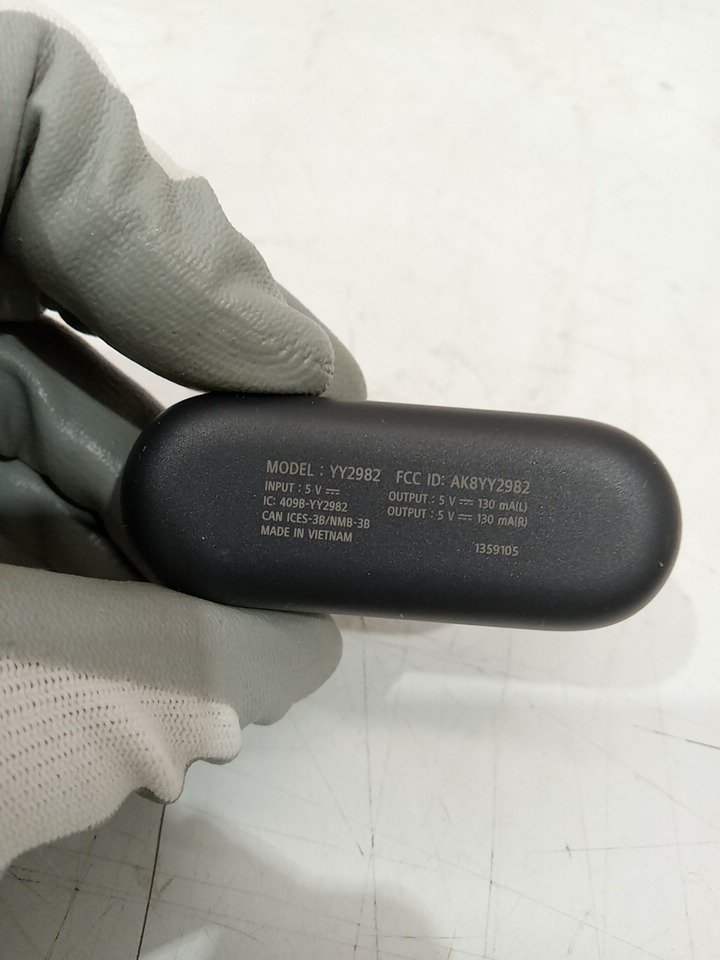 MODEL : YY2982 FCC ID: AK8YY2982
INPUT : 5 V ⎓ OUTPUT : 5 V ⎓ 130 mA(L)
IC: 409B-YY2982 OUTPUT : 5 V ⎓ 130 mA(R)
CAN ICES-3B/NMB-3B
MADE IN VIETNAM
1359105